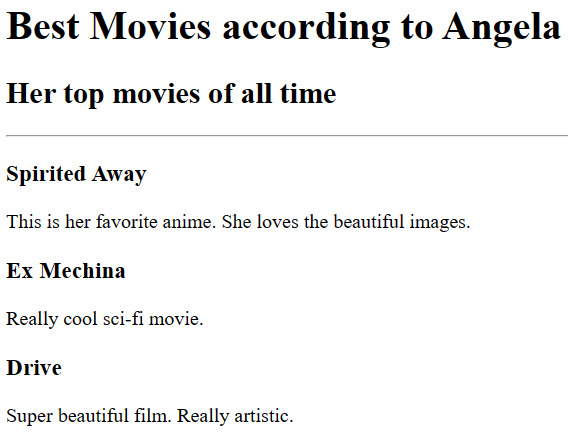 Best Movies according to Angela
Her top movies of all time
Spirited Away
This is her favorite anime. She loves the beautiful images.
Ex Mechina
Really cool sci-fi movie.
Drive
Super beautiful film. Really artistic.